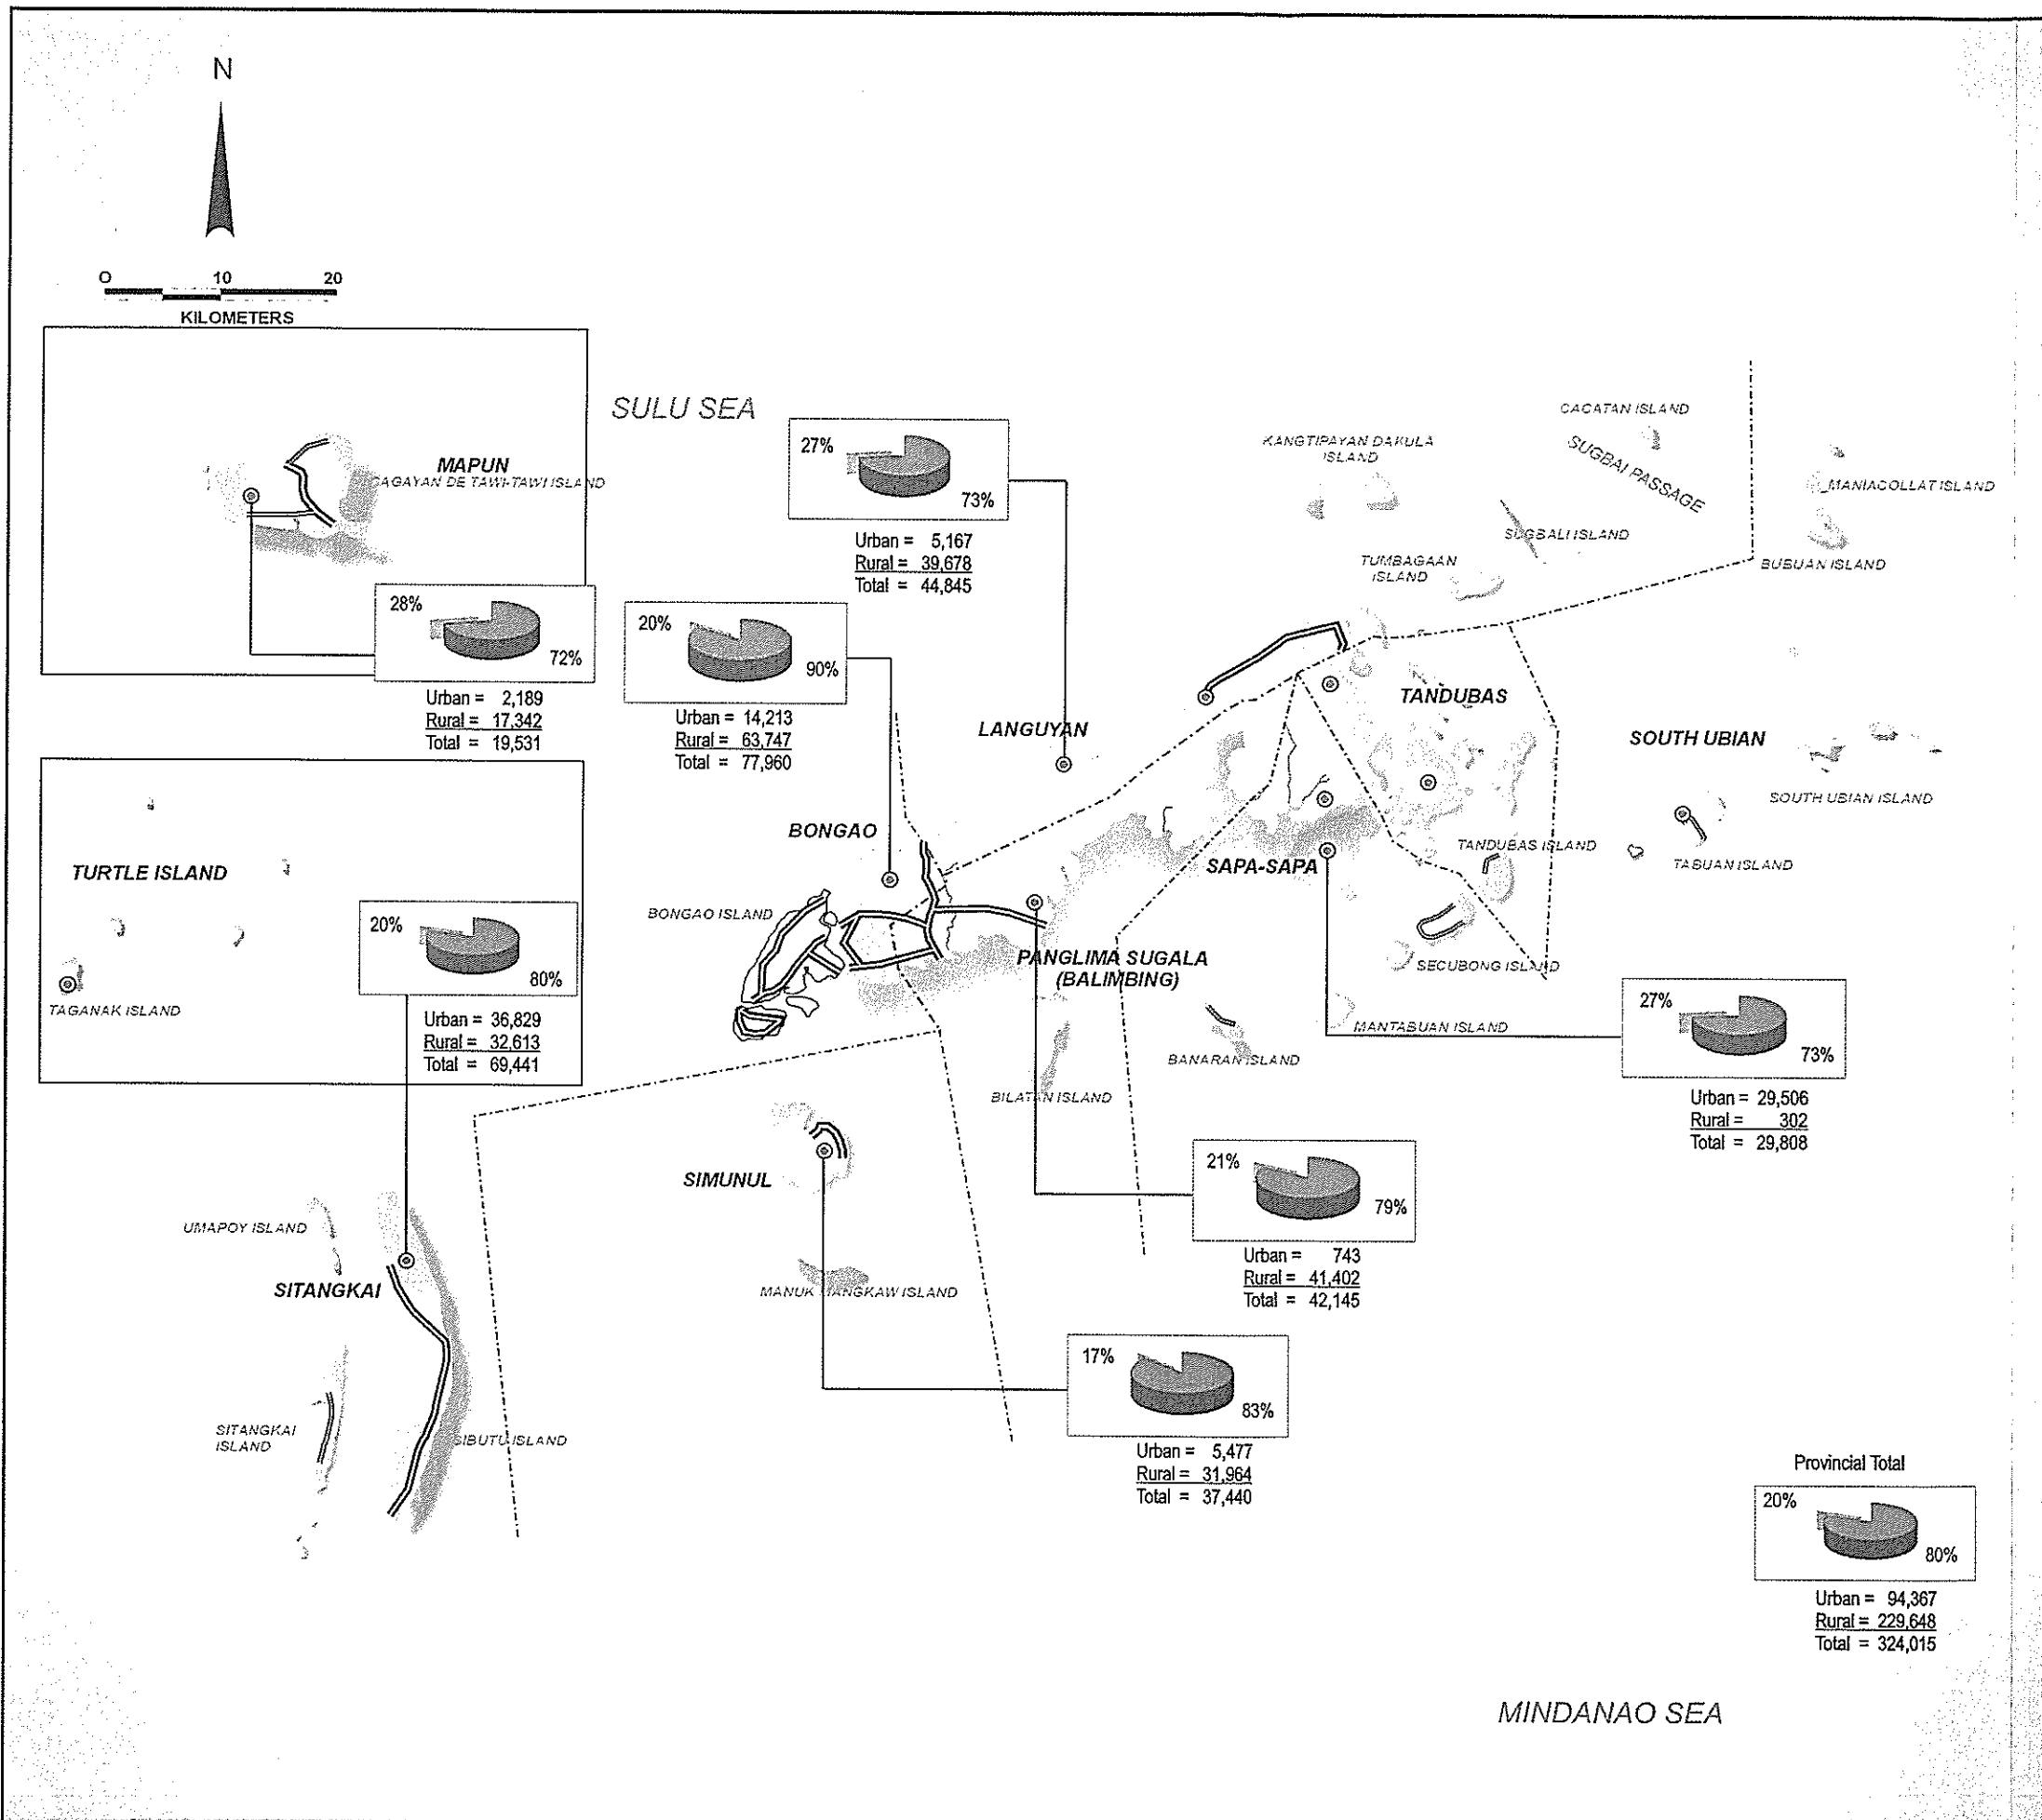 N
O 10 20
KILOMETERS
SULU SEA
MAPUN
CAGAYAN DE TAWI-TAWI ISLAND
28%
72%
Urban = 2,189
Rural = 17,342
Total = 19,531
27%
73%
Urban = 5,167
Rural = 39,678
Total = 44,845
20%
90%
Urban = 14,213
Rural = 63,747
Total = 77,960
CACATAN ISLAND
KANGTIPAYAN DAKULA
ISLAND
SUGBAI PASSAGE
MANIACOLLAT ISLAND
SUGBALI ISLAND
TUMBAGAAN
ISLAND
BUBUAN ISLAND
LANGUYAN
TANDUBAS
SOUTH UBIAN
SOUTH UBIAN ISLAND
TABUAN ISLAND
TANDUBAS ISLAND
BONGAO
SAPA-SAPA
BONGAO ISLAND
PANGLIMA SUGALA
(BALIMBING)
SECUBONG ISLAND
MANTABUAN ISLAND
BANARAN ISLAND
BILATAN ISLAND
TURTLE ISLAND
TAGANAK ISLAND
20%
80%
Urban = 36,829
Rural = 32,613
Total = 69,441
27%
73%
Urban = 29,506
Rural = 302
Total = 29,808
21%
79%
Urban = 743
Rural = 41,402
Total = 42,145
SIMUNUL
UMAPOY ISLAND
SITANGKAI
MANUK MANGKAW ISLAND
17%
83%
Urban = 5,477
Rural = 31,964
Total = 37,440
SITANGKAI
ISLAND
SIBUTU ISLAND
Provincial Total
20%
80%
Urban = 94,367
Rural = 229,648
Total = 324,015
MINDANAO SEA